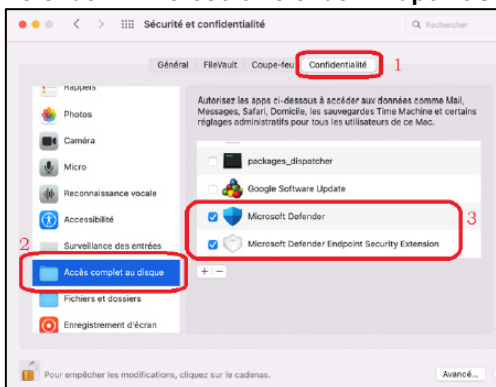 Sécurité et confidentialité
Rechercher
Général
FileVault
Coupe-feu
Confidentialité
1
Rappels
Photos
Caméra
Micro
Reconnaissance vocale
Accessibilité
Surveillance des entrées
2
Accès complet au disque
Fichiers et dossiers
Enregistrement d'écran
Autorisez les apps ci-dessous à accéder aux données comme Mail,
Messages, Safari, Domicile, les sauvegardes Time Machine et certains
réglages administratifs pour tous les utilisateurs de ce Mac.
packages_dispatcher
Google Software Update
Microsoft Defender
3
Microsoft Defender Endpoint Security Extension
+ −
Pour empêcher les modifications, cliquez sur le cadenas.
Avancé...